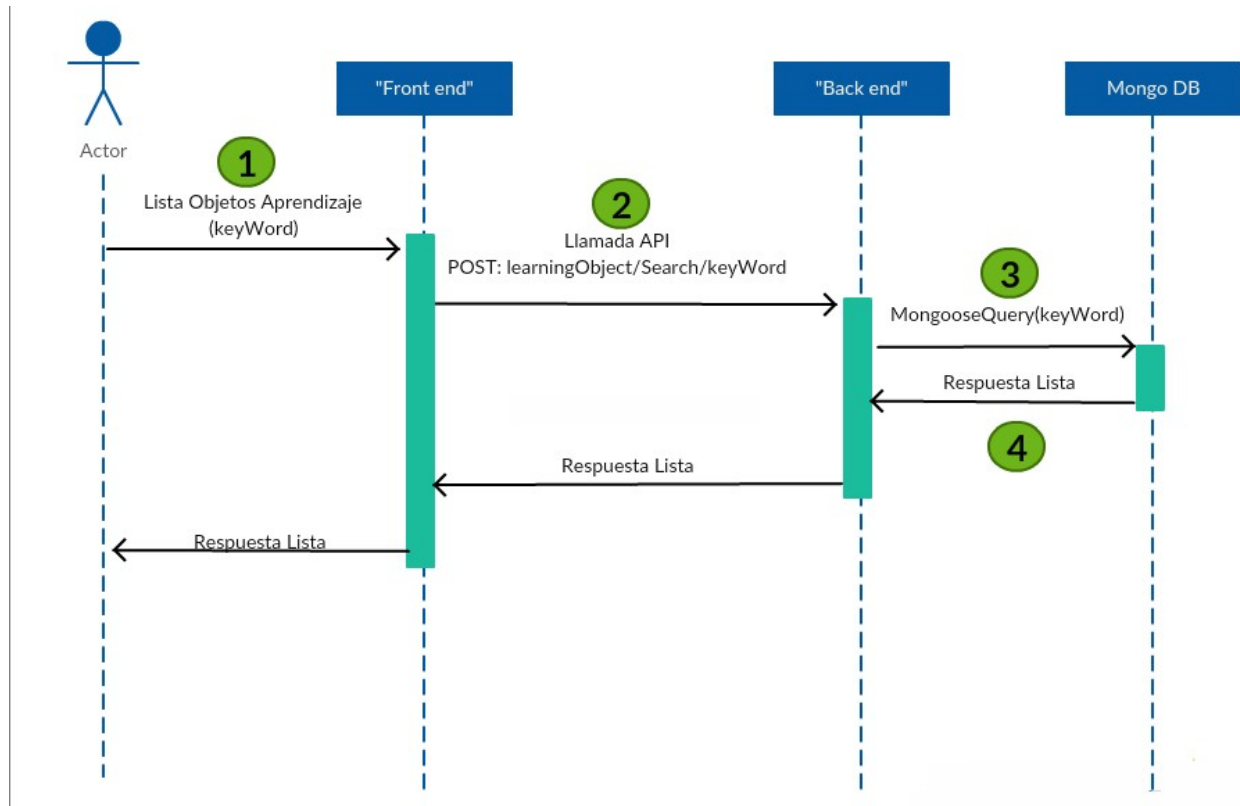 "Front end"
"Back end"
Mongo DB
Actor
1
Lista Objetos Aprendizaje
(keyWord)
2
Llamada API
POST: learningObject/Search/keyWord
3
MongooseQuery(keyWord)
Respuesta Lista
4
Respuesta Lista
Respuesta Lista